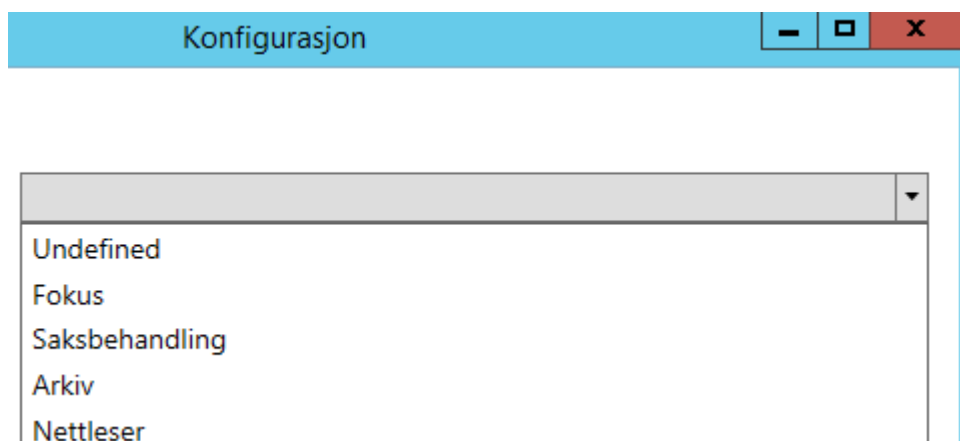 Konfigurasjon
Undefined
Fokus
Saksbehandling
Arkiv
Nettleser